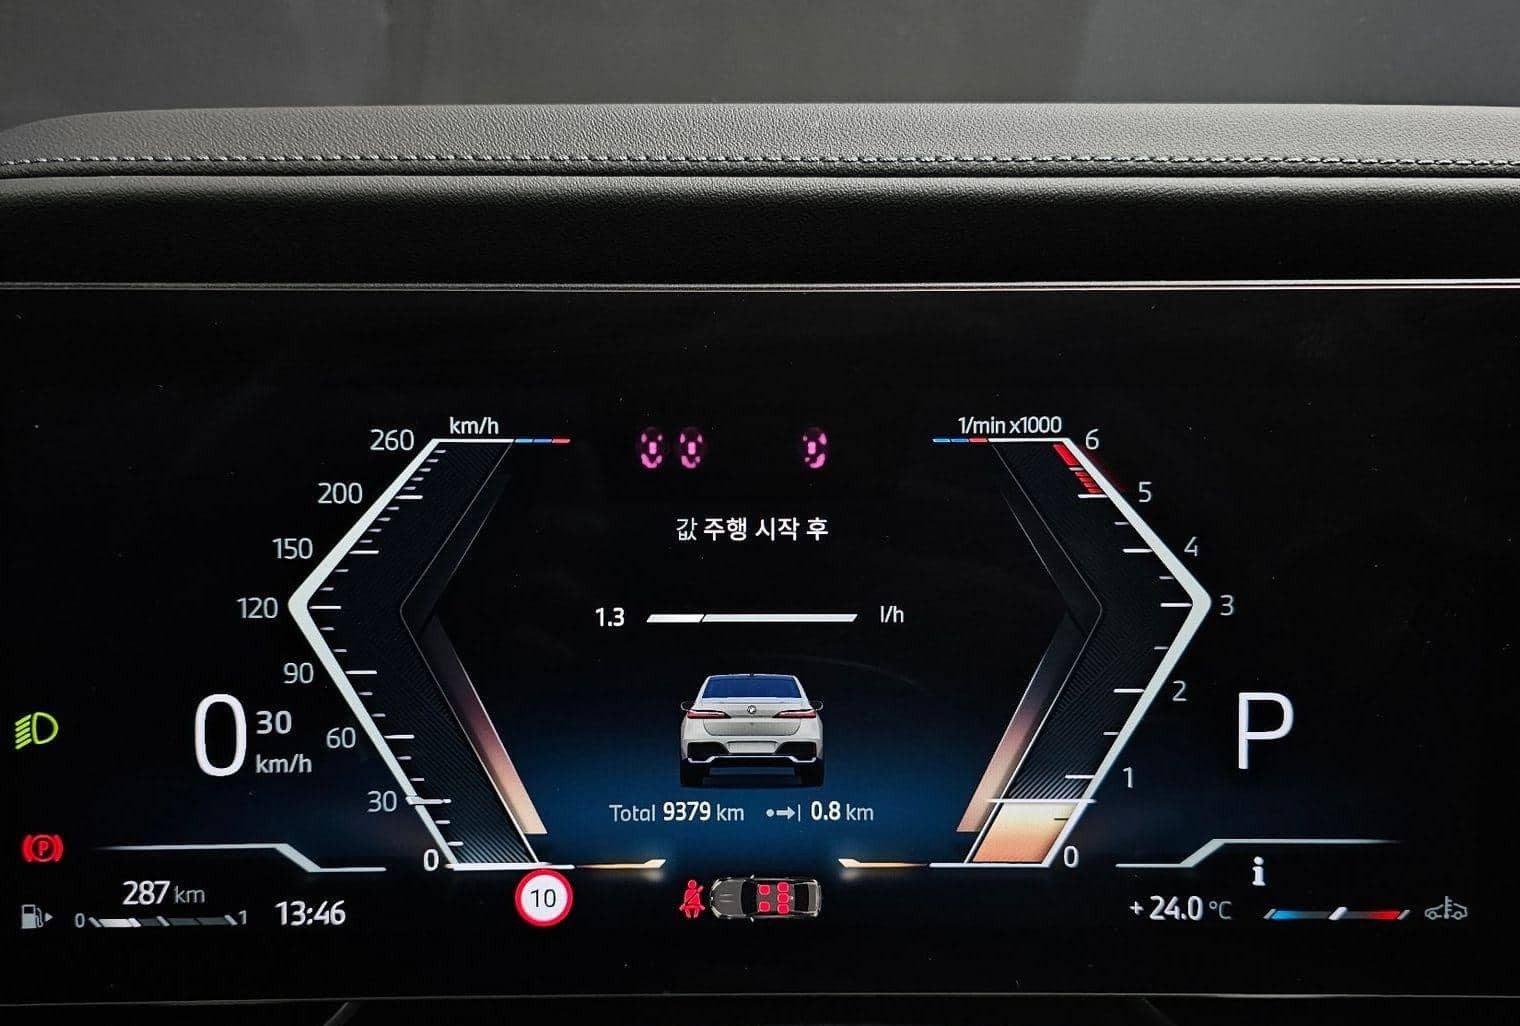 km/h
1/min x1000
260
200
150
120
90
60
30
0
6
5
4
3
2
1
0
값 주행 시작 후
1.3 l/h
0 30 km/h
P
Total 9379 km 0.8 km
P
287 km
0 1
13:46
10
i
+ 24.0 °C